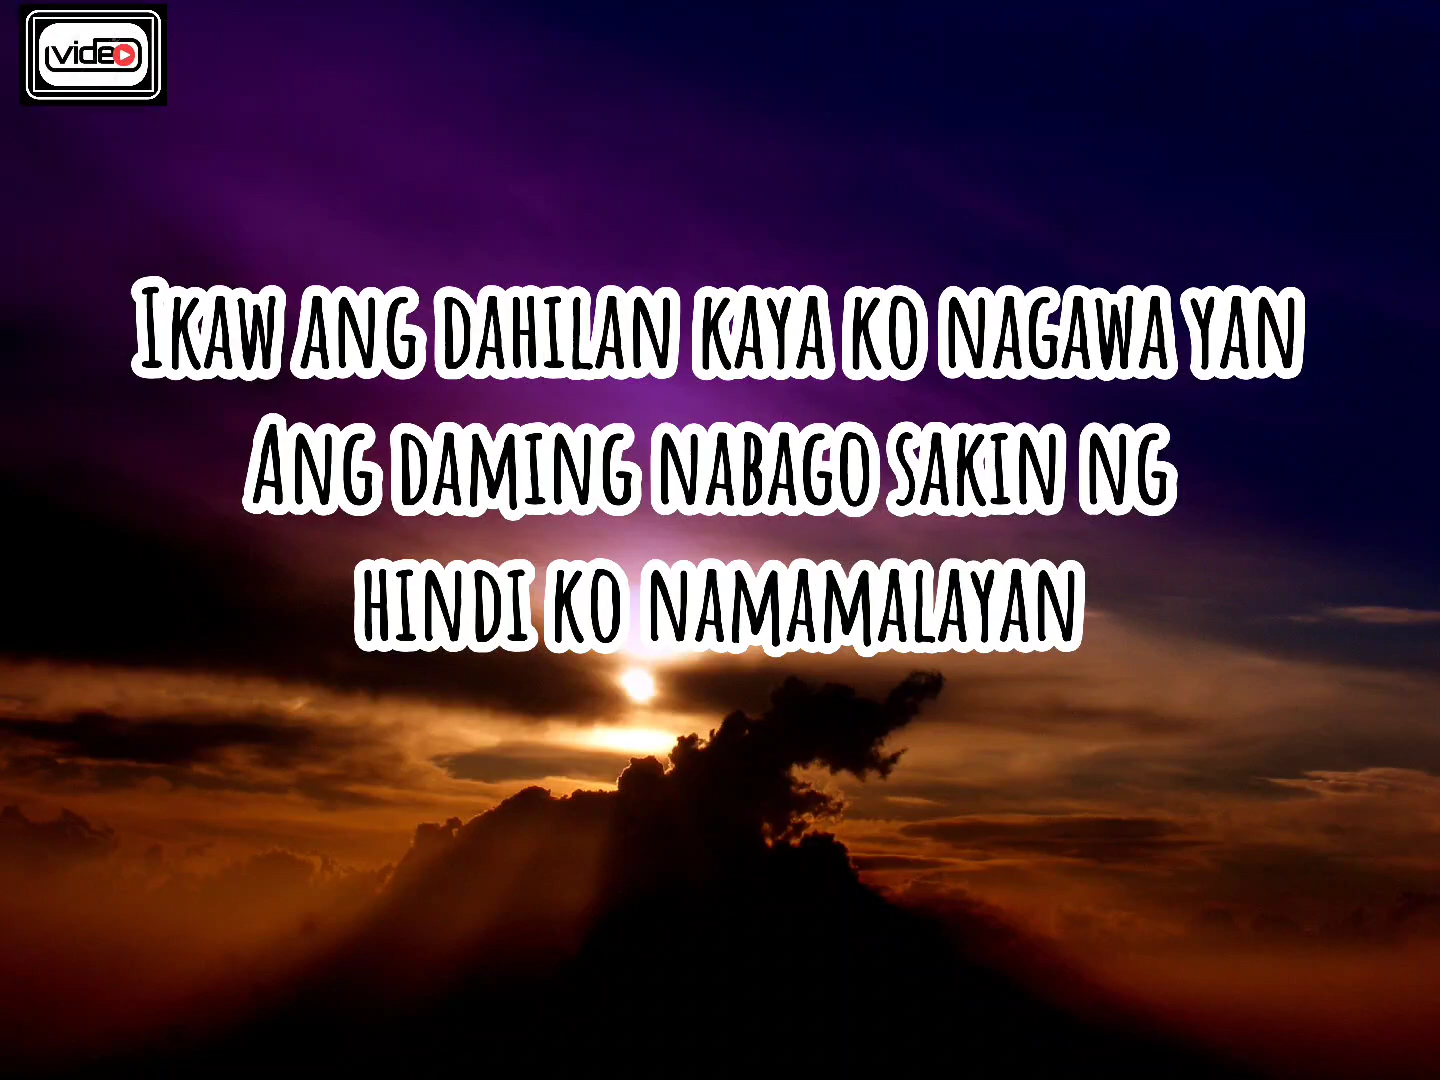 video
Ikaw ang dahilan kaya ko nagawa yan
Ang daming nabago sakin ng
hindi ko namamalayan